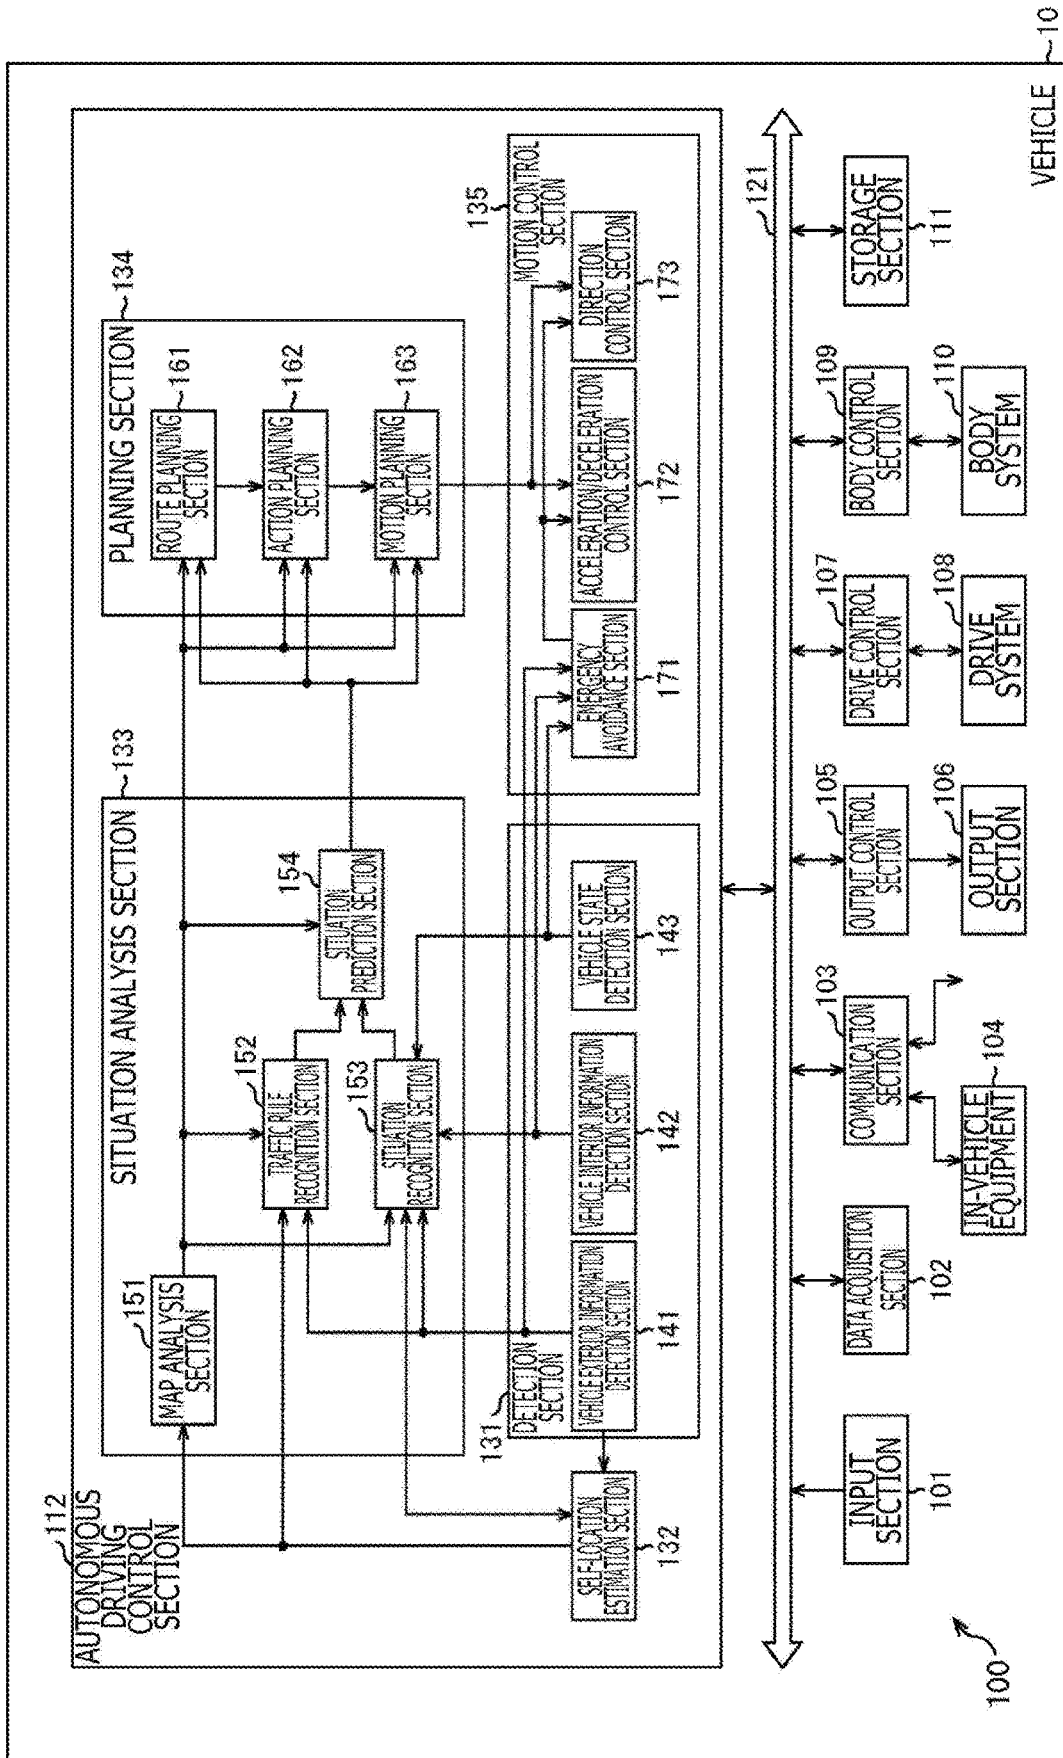 VEHICLE
10
112
AUTONOMOUS
DRIVING
CONTROL
SECTION
SITUATION ANALYSIS SECTION
133
151
MAP ANALYSIS
SECTION
152
TRAFFIC RULE
RECOGNITION SECTION
153
SITUATION
RECOGNITION SECTION
154
SITUATION
PREDICTION SECTION
PLANNING SECTION
134
ROUTE PLANNING
SECTION
161
ACTION PLANNING
SECTION
162
MOTION PLANNING
SECTION
163
131
DETECTION
SECTION
SELF-LOCATION
ESTIMATION SECTION
132
VEHICLE EXTERIOR INFORMATION
DETECTION SECTION
141
VEHICLE INTERIOR INFORMATION
DETECTION SECTION
142
VEHICLE STATE
DETECTION SECTION
143
135
MOTION CONTROL
SECTION
EMERGENCY
AVOIDANCE SECTION
171
ACCELERATION/DECELERATION
CONTROL SECTION
172
DIRECTION
CONTROL SECTION
173
121
INPUT
SECTION
101
DATA ACQUISITION
SECTION
102
103
COMMUNICATION
SECTION
104
IN-VEHICLE
EQUIPMENT
105
OUTPUT CONTROL
SECTION
106
OUTPUT
SECTION
107
DRIVE CONTROL
SECTION
108
DRIVE
SYSTEM
109
BODY CONTROL
SECTION
110
BODY
SYSTEM
STORAGE
SECTION
111
100